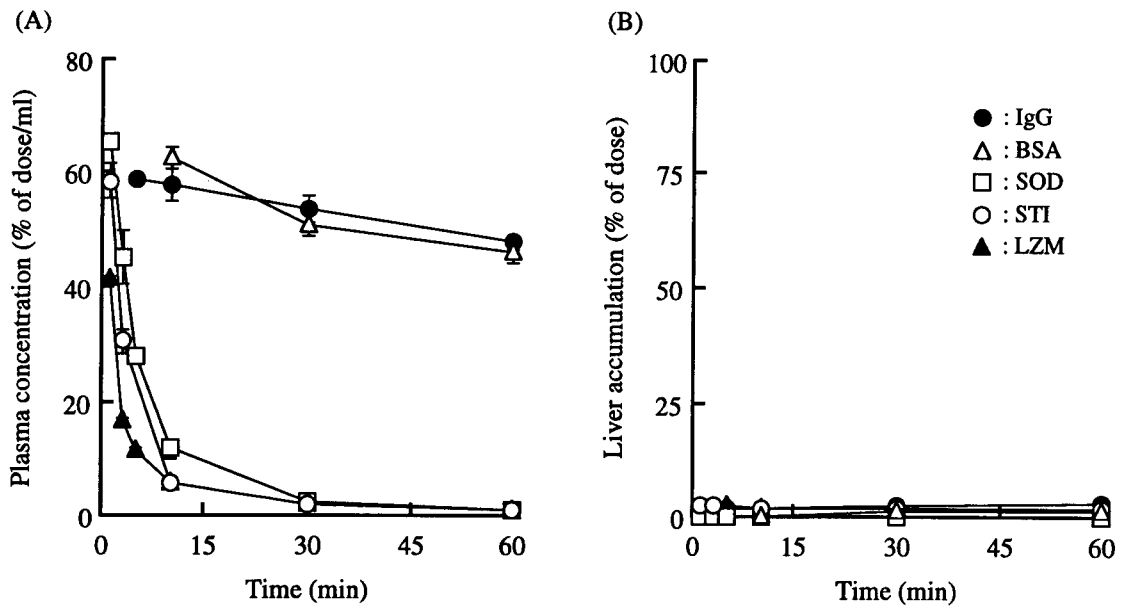 (A)
Plasma concentration (% of dose/ml)
80
60
40
20
0
0 15 30 45 60
Time (min)
(B)
Liver accumulation (% of dose)
100
75
50
25
0
0 15 30 45 60
Time (min)
: IgG
: BSA
: SOD
: STI
: LZM